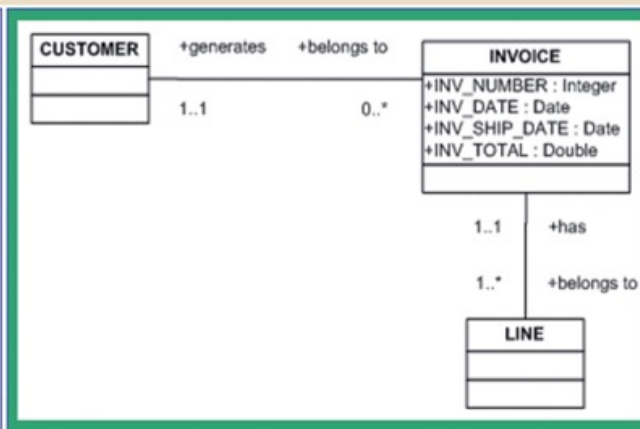 CUSTOMER
+generates
+belongs to
1..1
0..*
INVOICE
+INV_NUMBER : Integer
+INV_DATE : Date
+INV_SHIP_DATE : Date
+INV_TOTAL : Double
1..1
+has
1..*
+belongs to
LINE